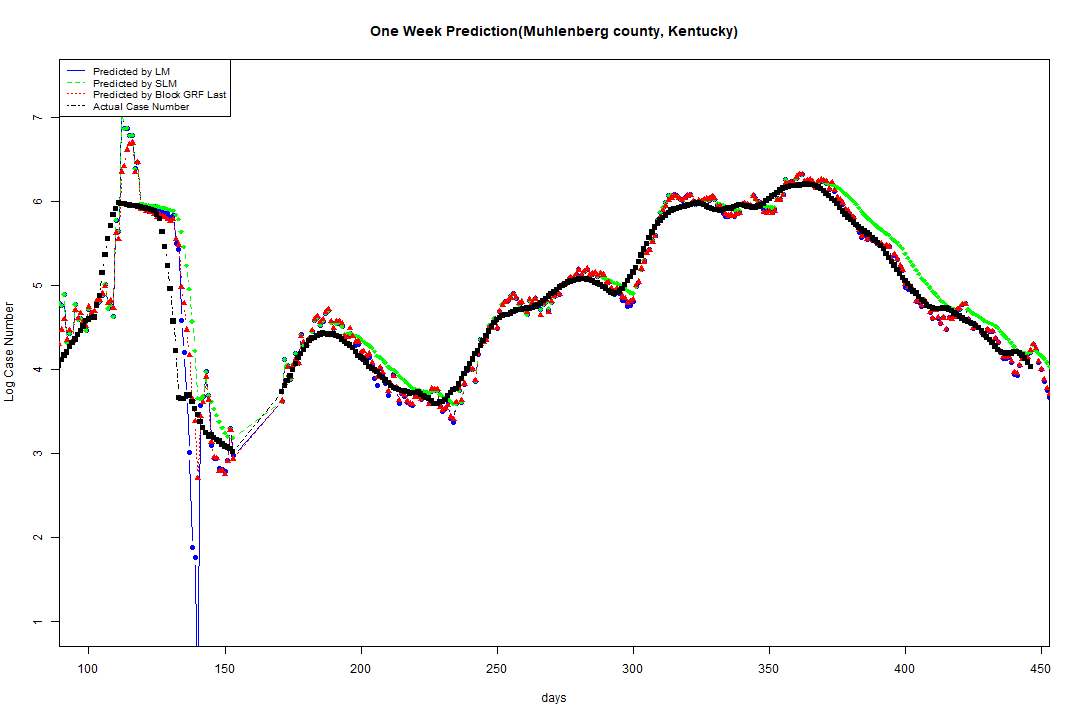 One Week Prediction(Muhlenberg county, Kentucky)
Predicted by LM
Predicted by SLM
Predicted by Block GRF Last
Actual Case Number
7
6
5
4
3
2
1
Log Case Number
100 150 200 250 300 350 400 450
days